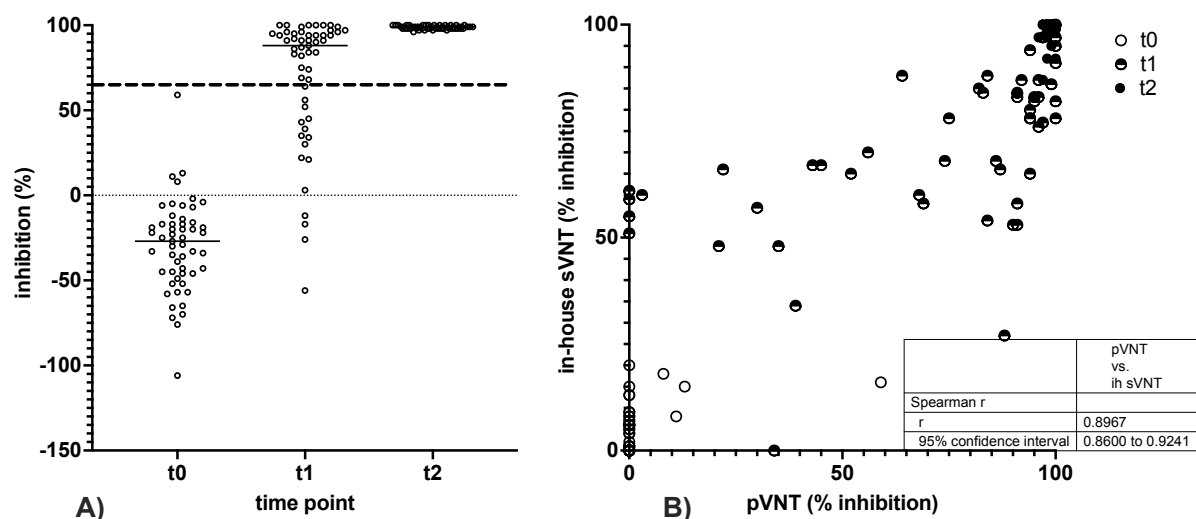 100
50
0
-50
-100
-150
inhibition (%)
t0
t1
t2
time point
A)
100
50
0
in-house sVNT (% inhibition)
t0
t1
t2
pVNT
vs.
ih sVNT
Spearman r
r 0.8967
95% confidence interval 0.8600 to 0.9241
0
50
100
pVNT (% inhibition)
B)